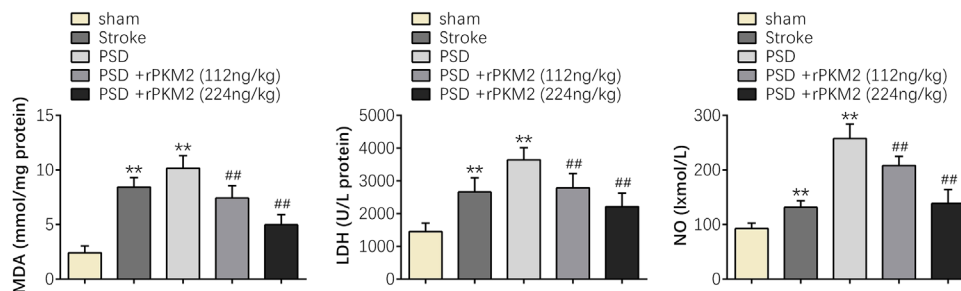 sham
Stroke
PSD
PSD +rPKM2 (112ng/kg)
PSD +rPKM2 (224ng/kg)
MDA (mmol/mg protein)
15
10
5
0
**
**
##
##
sham
Stroke
PSD
PSD +rPKM2 (112ng/kg)
PSD +rPKM2 (224ng/kg)
LDH (U/L protein)
5000
4000
3000
2000
1000
0
**
**
##
##
sham
Stroke
PSD
PSD +rPKM2 (112ng/kg)
PSD +rPKM2 (224ng/kg)
NO (lxmol/L)
300
200
100
0
**
**
##
##